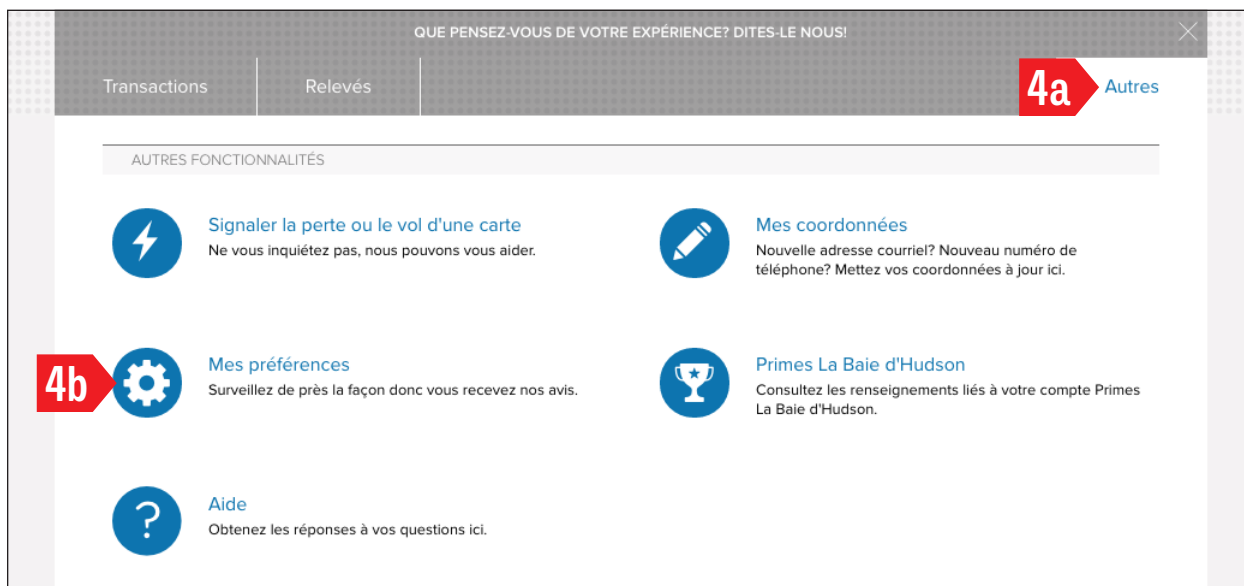 QUE PENSEZ-VOUS DE VOTRE EXPÉRIENCE? DITES-LE NOUS!
Transactions
Relevés
4a
Autres
AUTRES FONCTIONNALITÉS
Signaler la perte ou le vol d'une carte
Ne vous inquiétez pas, nous pouvons vous aider.
Mes coordonnées
Nouvelle adresse courriel? Nouveau numéro de
téléphone? Mettez vos coordonnées à jour ici.
4b
Mes préférences
Surveillez de près la façon donc vous recevez nos avis.
Primes La Baie d'Hudson
Consultez les renseignements liés à votre compte Primes
La Baie d'Hudson.
?
Aide
Obtenez les réponses à vos questions ici.